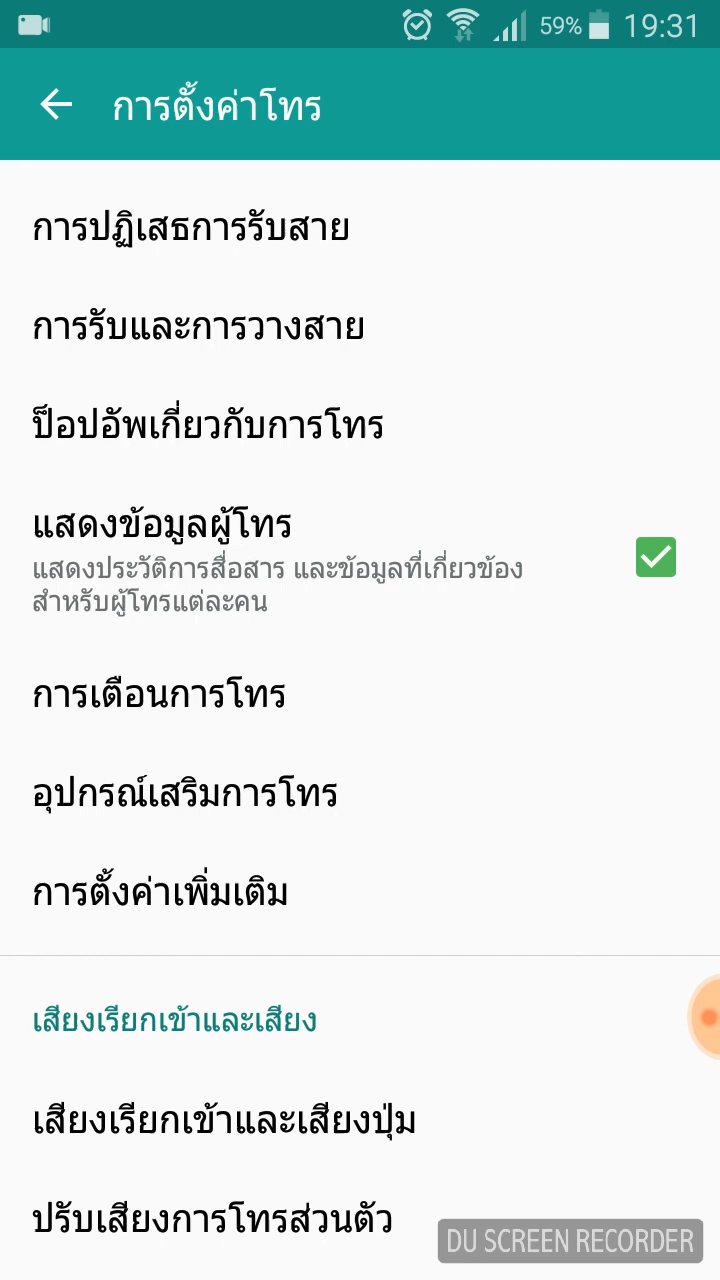 59% 19:31
การตั้งค่าโทร
การปฏิเสธการรับสาย
การรับและการวางสาย
ป็อปอัพเกี่ยวกับการโทร
แสดงข้อมูลผู้โทร
แสดงประวัติการสื่อสาร และข้อมูลที่เกี่ยวข้อง
สำหรับผู้โทรแต่ละคน
การเตือนการโทร
อุปกรณ์เสริมการโทร
การตั้งค่าเพิ่มเติม
เสียงเรียกเข้าและเสียง
เสียงเรียกเข้าและเสียงปุ่ม
ปรับเสียงการโทรส่วนตัว
DU SCREEN RECORDER